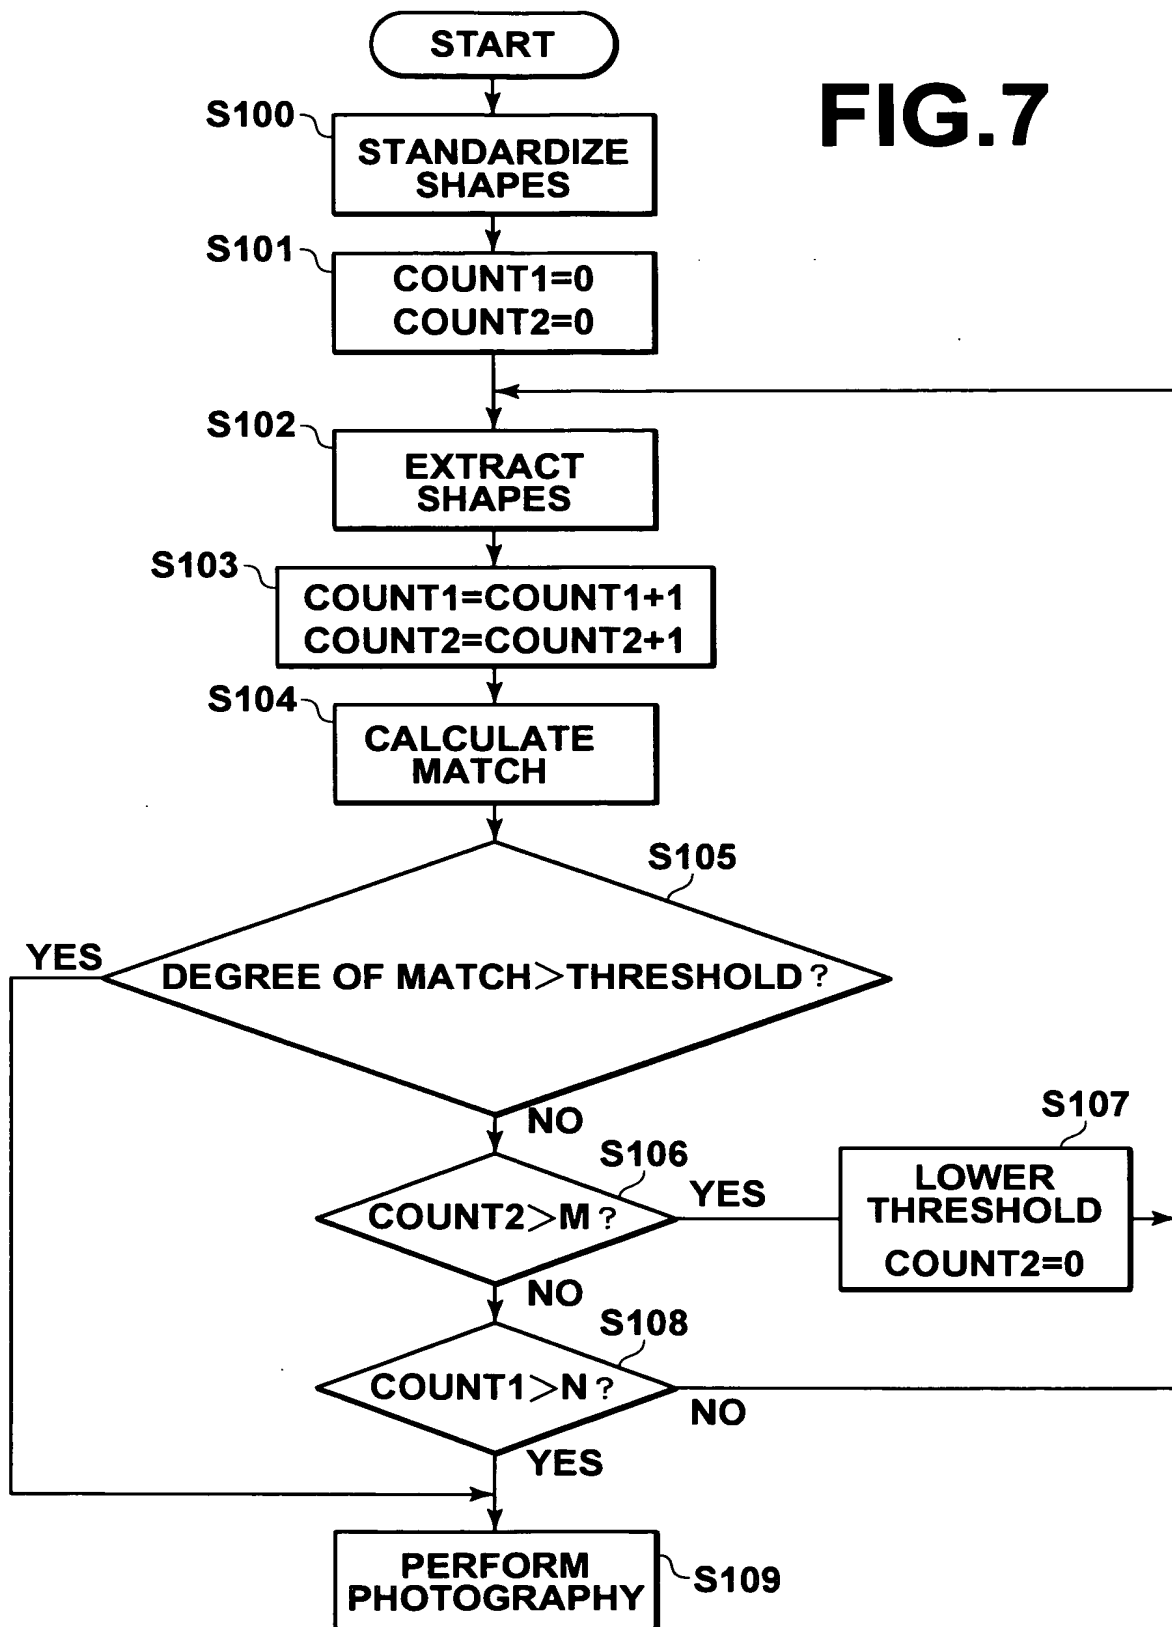 START
FIG.7
S100
STANDARDIZE
SHAPES
S101
COUNT1=0
COUNT2=0
S102
EXTRACT
SHAPES
S103
COUNT1=COUNT1+1
COUNT2=COUNT2+1
S104
CALCULATE
MATCH
S105
YES
DEGREE OF MATCH>THRESHOLD?
NO
S106
COUNT2>M?
YES
S107
LOWER
THRESHOLD
COUNT2=0
NO
S108
COUNT1>N?
NO
YES
PERFORM
PHOTOGRAPHY
S109